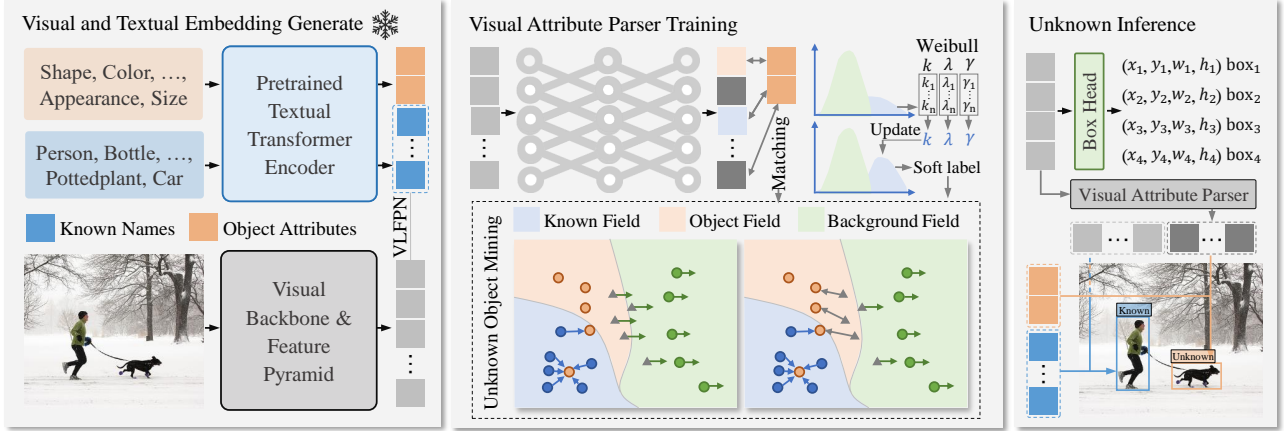 Visual and Textual Embedding Generate
Shape, Color, …,
Appearance, Size
Pretrained
Textual
Transformer
Encoder
Person, Bottle, …,
Pottedplant, Car
Known Names
Object Attributes
VLFPN
Visual
Backbone &
Feature
Pyramid
Visual Attribute Parser Training
Matching
Weibull
k λ γ
k₁ λ₁ γ₁
kₙ λₙ γₙ
Update
k λ γ
Soft label
Unknown Object Mining
Known Field
Object Field
Background Field
Unknown Inference
Box Head
(x₁, y₁,w₁, h₁) box₁
(x₂, y₂,w₂, h₂) box₂
(x₃, y₃,w₃, h₃) box₃
(x₄, y₄,w₄, h₄) box₄
Visual Attribute Parser
Known
Unknown